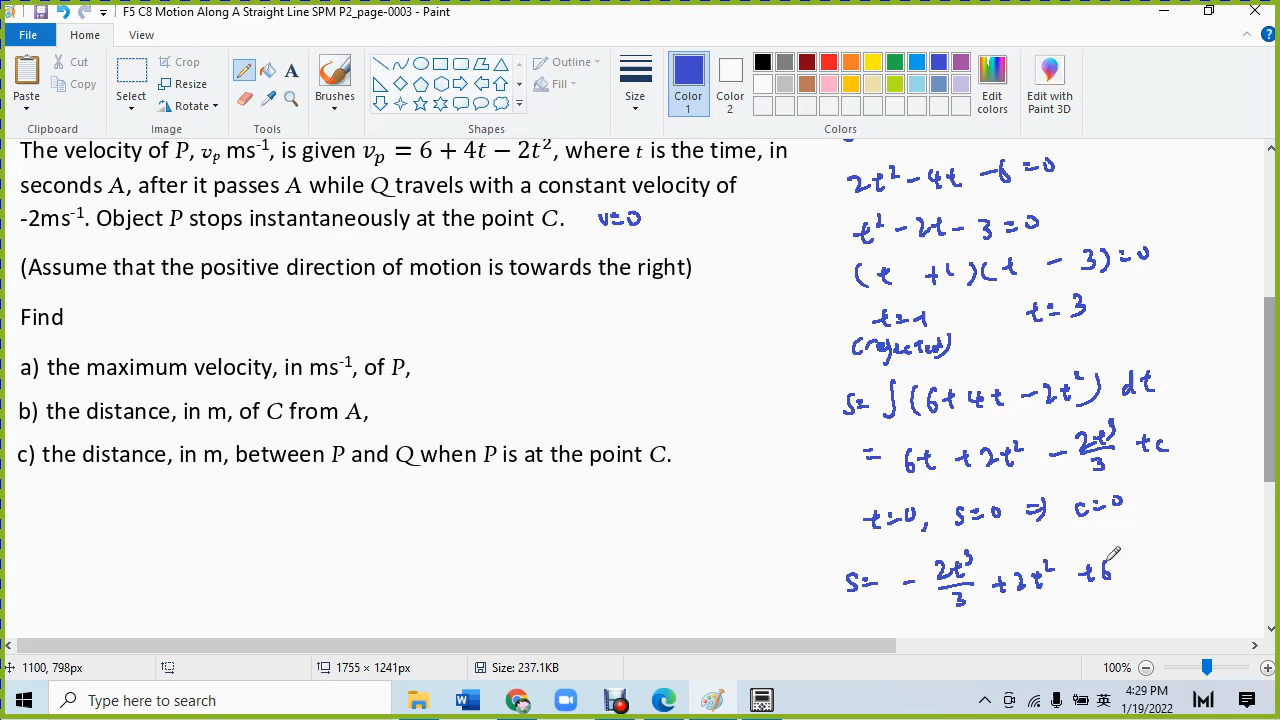 F5 C8 Motion Along A Straight Line SPM P2_page-0003 - Paint
File Home View
Paste Cut Copy Clipboard
Select Crop Resize Rotate Image
Tools
Brushes
Outline Fill Shapes
Size
Color 1 Color 2 Edit colors Edit with Paint 3D Colors
The velocity of P, vₚ ms⁻¹, is given vₚ = 6 + 4t − 2t², where t is the time, in
seconds A, after it passes A while Q travels with a constant velocity of
-2ms⁻¹. Object P stops instantaneously at the point C. v=0
(Assume that the positive direction of motion is towards the right)
Find
a) the maximum velocity, in ms⁻¹, of P,
b) the distance, in m, of C from A,
c) the distance, in m, between P and Q when P is at the point C.
2t² - 4t - 6 = 0
t² - 2t - 3 = 0
(t + 1)(t - 3) = 0
t = -1 t = 3
(rejected)
s = ∫(6 + 4t - 2t²) dt
= 6t + 2t² - 2t³/3 + c
t = 0, s = 0 ⇒ c = 0
s = - 2t³/3 + 2t² + 6
1100, 798px 1755 × 1241px Size: 237.1KB 100%
Type here to search
英 4:29 PM
1/19/2022